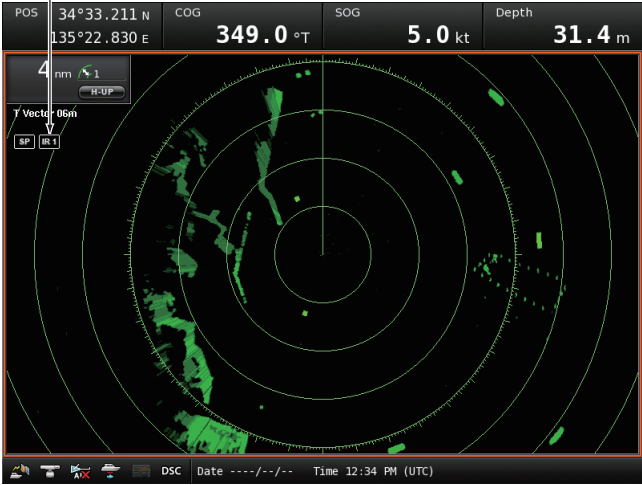 POS 34°33.211 N
135°22.830 E
COG
349.0 °T
SOG
5.0 kt
Depth
31.4 m
4 nm 1
H-UP
T Vector 06m
SP IR 1
DSC Date ----/--/-- Time 12:34 PM (UTC)